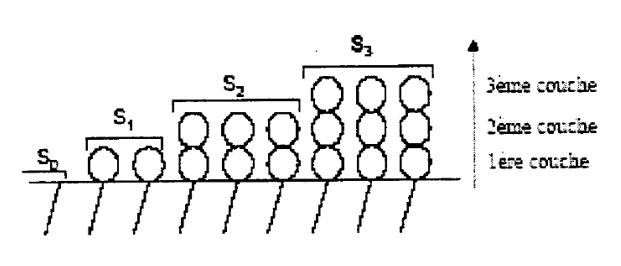 S₃
S₂
S₁
S₀
3ème couche
2ème couche
1ère couche